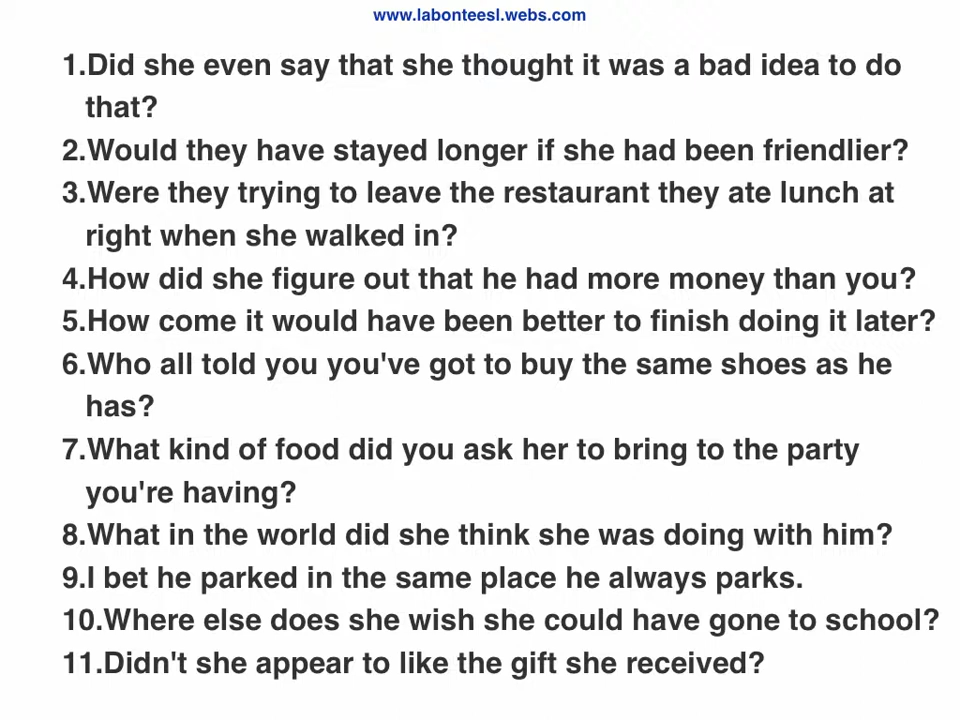 www.labonteesl.webs.com
1.Did she even say that she thought it was a bad idea to do
that?
2.Would they have stayed longer if she had been friendlier?
3.Were they trying to leave the restaurant they ate lunch at
right when she walked in?
4.How did she figure out that he had more money than you?
5.How come it would have been better to finish doing it later?
6.Who all told you you've got to buy the same shoes as he
has?
7.What kind of food did you ask her to bring to the party
you're having?
8.What in the world did she think she was doing with him?
9.I bet he parked in the same place he always parks.
10.Where else does she wish she could have gone to school?
11.Didn't she appear to like the gift she received?